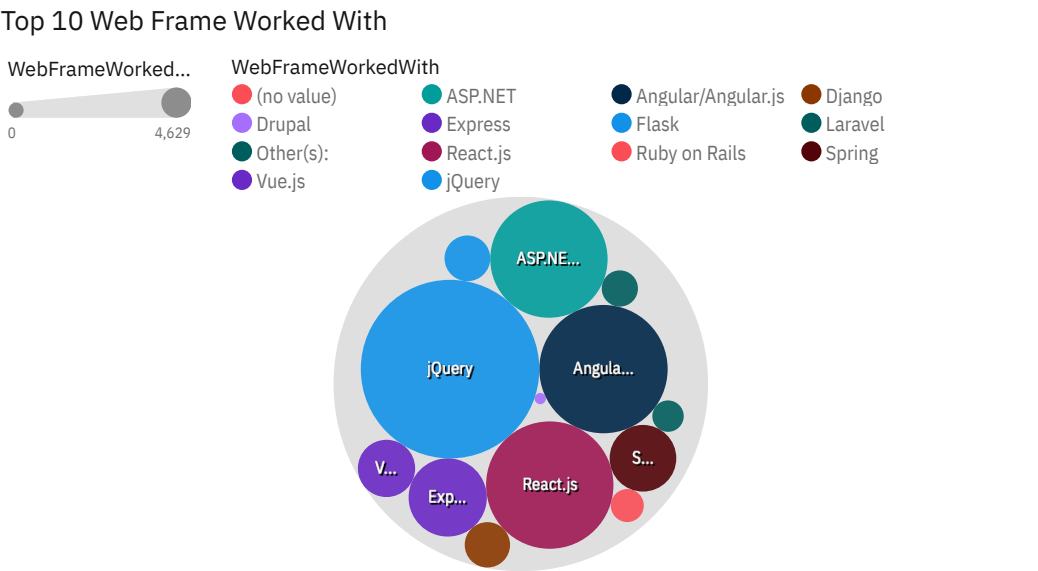 Top 10 Web Frame Worked With
WebFrameWorked...
0 4,629
WebFrameWorkedWith
(no value) ASP.NET Angular/Angular.js Django
Drupal Express Flask Laravel
Other(s): React.js Ruby on Rails Spring
Vue.js jQuery
ASP.NE...
jQuery
Angula...
V...
Exp...
React.js
S...